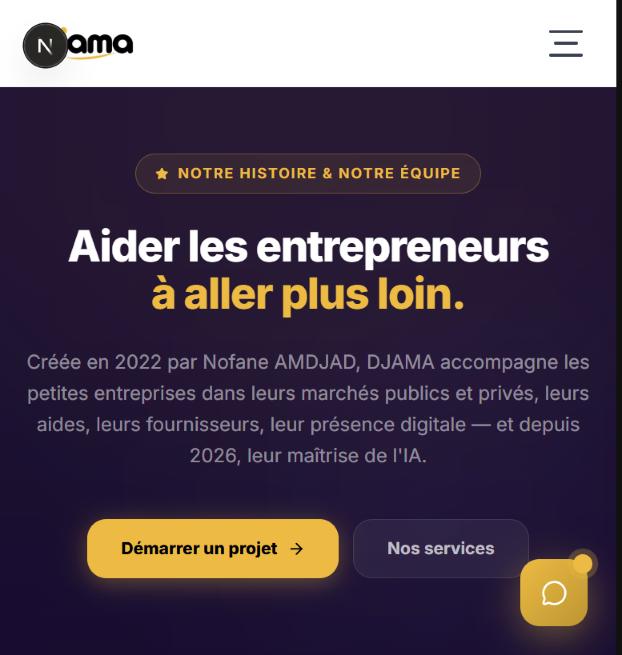 N
ama
NOTRE HISTOIRE & NOTRE ÉQUIPE
Aider les entrepreneurs
à aller plus loin.
Créée en 2022 par Nofane AMDJAD, DJAMA accompagne les
petites entreprises dans leurs marchés publics et privés, leurs
aides, leurs fournisseurs, leur présence digitale — et depuis
2026, leur maîtrise de l'IA.
Démarrer un projet →
Nos services